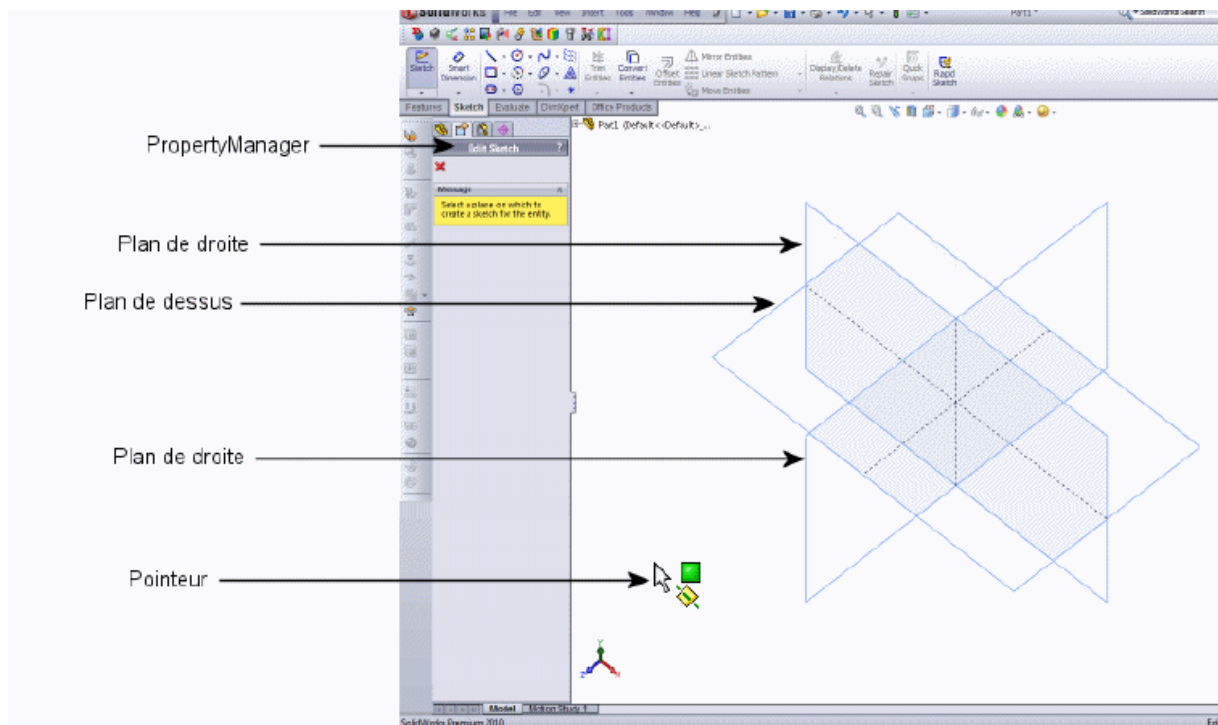 SolidWorks File Edit View Insert Tools Window Help Part1 * SolidWorks Search
Sketch
Smart Dimension
Trim Entities
Convert Entities
Offset Entities
Mirror Entities
Linear Sketch Pattern
Move Entities
Display/Delete Relations
Repair Sketch
Quick Snaps
Rapid Sketch
Features Sketch Evaluate DimXpert Office Products
Part1 (Default<<Default>_...
PropertyManager
Edit Sketch ?
Message
Select a plane on which to
create a sketch for the entity.
Plan de droite
Plan de dessus
Plan de droite
Pointeur
Y
Z
Model Motion Study 1
SolidWorks Premium 2010